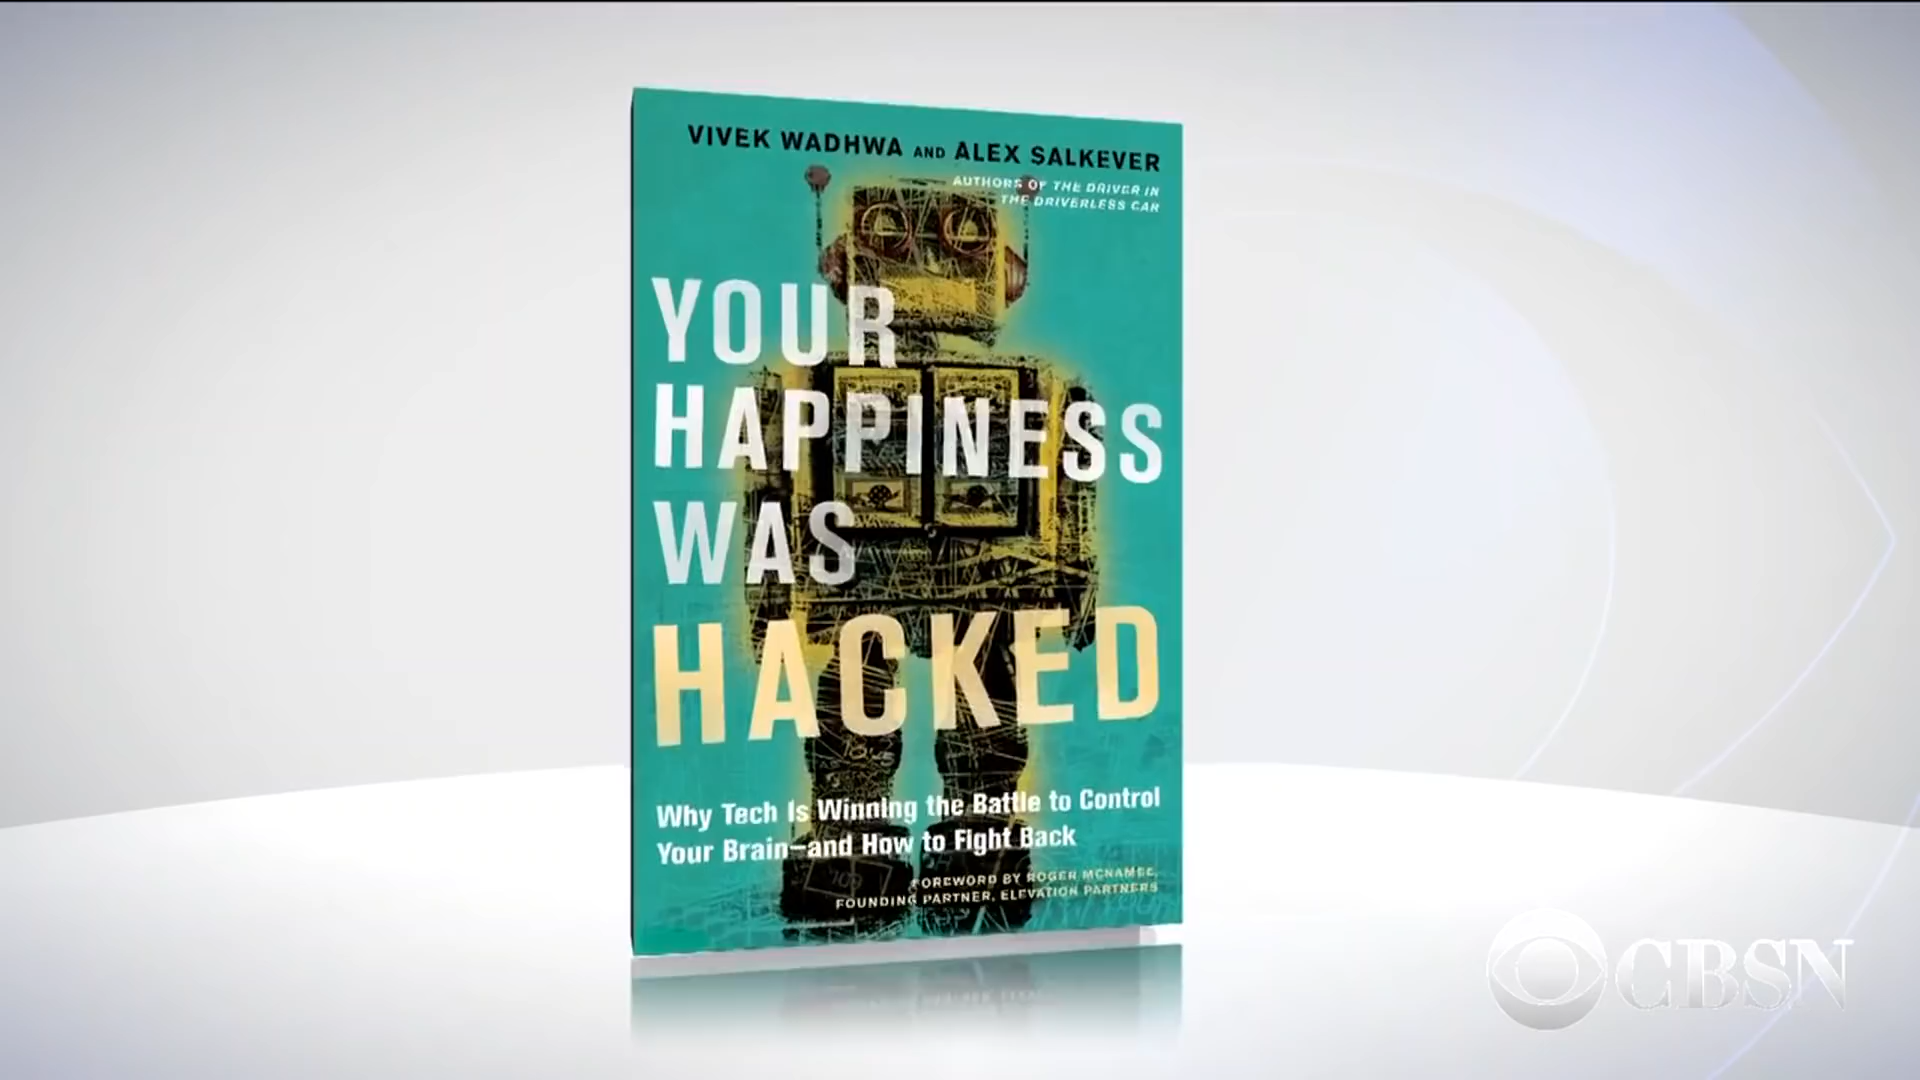 VIVEK WADHWA AND ALEX SALKEVER
AUTHORS OF THE DRIVER IN
THE DRIVERLESS CAR
YOUR
HAPPINESS
WAS
HACKED
Why Tech Is Winning the Battle to Control
Your Brain—and How to Fight Back
FOREWORD BY ROGER MCNAMEE,
FOUNDING PARTNER, ELEVATION PARTNERS
CBSN